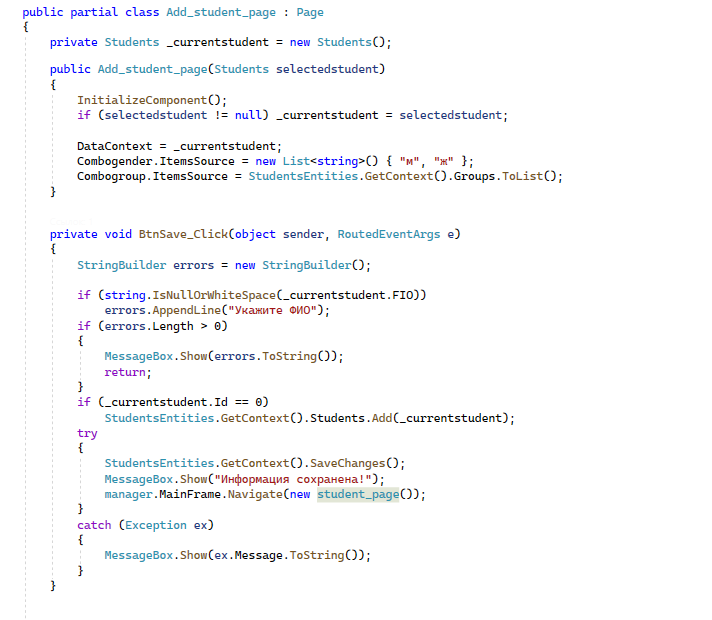 public partial class Add_student_page : Page
{
    private Students _currentstudent = new Students();
    public Add_student_page(Students selectedstudent)
    {
        InitializeComponent();
        if (selectedstudent != null) _currentstudent = selectedstudent;
        DataContext = _currentstudent;
        Combogender.ItemsSource = new List<string>() { "м", "ж" };
        Combogroup.ItemsSource = StudentsEntities.GetContext().Groups.ToList();
    }
    private void BtnSave_Click(object sender, RoutedEventArgs e)
    {
        StringBuilder errors = new StringBuilder();
        if (string.IsNullOrWhiteSpace(_currentstudent.FIO))
            errors.AppendLine("Укажите ФИО");
        if (errors.Length > 0)
        {
            MessageBox.Show(errors.ToString());
            return;
        }
        if (_currentstudent.Id == 0)
            StudentsEntities.GetContext().Students.Add(_currentstudent);
        try
        {
            StudentsEntities.GetContext().SaveChanges();
            MessageBox.Show("Информация сохранена!");
            manager.MainFrame.Navigate(new student_page());
        }
        catch (Exception ex)
        {
            MessageBox.Show(ex.Message.ToString());
        }
    }